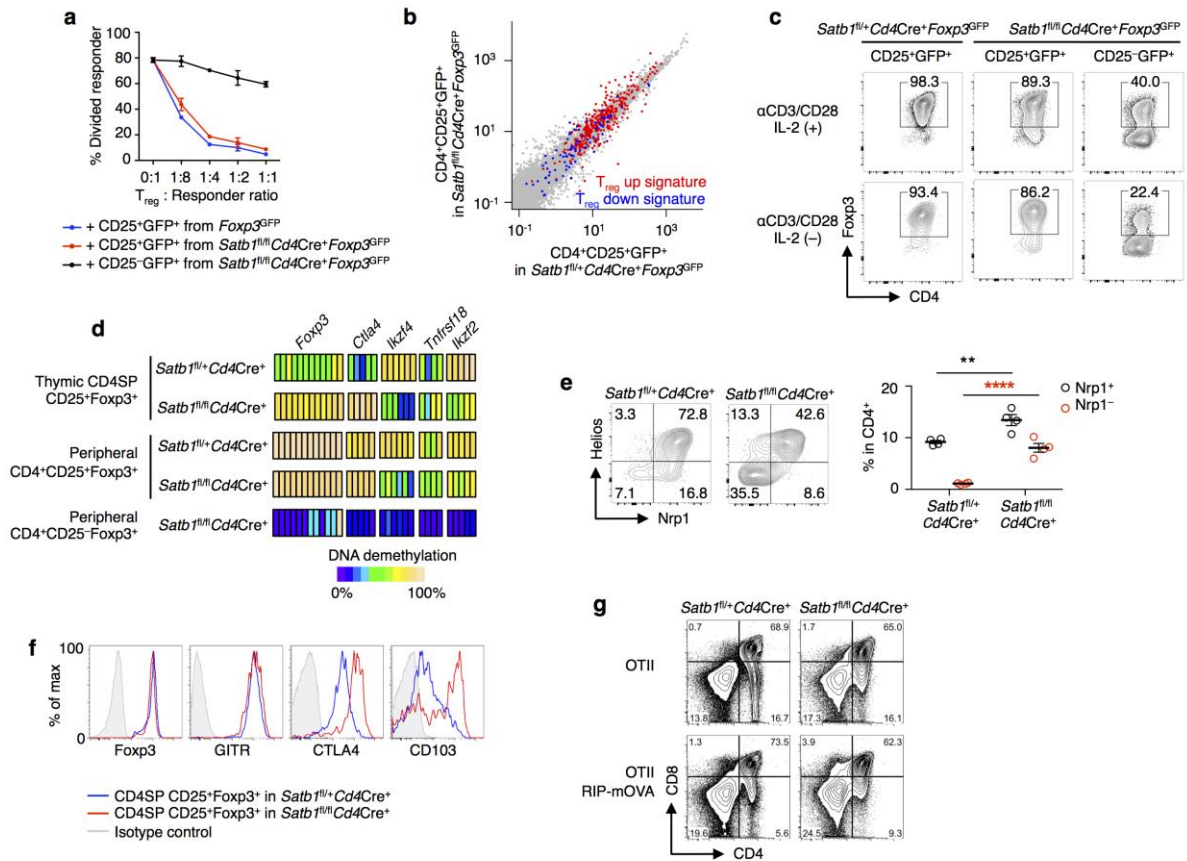 a
% Divided responder
100
80
60
40
20
0
0:1 1:8 1:4 1:2 1:1
Treg : Responder ratio
+ CD25+GFP+ from Foxp3GFP
+ CD25+GFP+ from Satb1fl/flCd4Cre+Foxp3GFP
+ CD25−GFP+ from Satb1fl/flCd4Cre+Foxp3GFP
b
CD4+CD25+GFP+
in Satb1fl/flCd4Cre+Foxp3GFP
10³
10¹
10-1
Treg up signature
Treg down signature
10-1 10¹ 10³
CD4+CD25+GFP+
in Satb1fl/+Cd4Cre+Foxp3GFP
c
Satb1fl/+Cd4Cre+Foxp3GFP Satb1fl/flCd4Cre+Foxp3GFP
CD25+GFP+ CD25+GFP+ CD25−GFP+
αCD3/CD28
IL-2 (+)
98.3 89.3 40.0
αCD3/CD28
IL-2 (−)
93.4 86.2 22.4
Foxp3
CD4
d
Foxp3 Ctla4 Ikzf4 Tnfrsf18 Ikzf2
Thymic CD4SP
CD25+Foxp3+
Satb1fl/+Cd4Cre+
Satb1fl/flCd4Cre+
Peripheral
CD4+CD25+Foxp3+
Satb1fl/+Cd4Cre+
Satb1fl/flCd4Cre+
Peripheral
CD4+CD25−Foxp3+
Satb1fl/flCd4Cre+
DNA demethylation
0% 100%
e
Satb1fl/+Cd4Cre+ Satb1fl/flCd4Cre+
3.3 72.8 13.3 42.6
7.1 16.8 35.5 8.6
Helios
Nrp1
% in CD4+
20
10
0
**
****
Nrp1+
Nrp1−
Satb1fl/+
Cd4Cre+
Satb1fl/fl
Cd4Cre+
f
% of max
100
0
Foxp3 GITR CTLA4 CD103
CD4SP CD25+Foxp3+ in Satb1fl/+Cd4Cre+
CD4SP CD25+Foxp3+ in Satb1fl/flCd4Cre+
Isotype control
g
Satb1fl/+Cd4Cre+ Satb1fl/flCd4Cre+
OTII
0.7 68.9 1.7 65.0
13.8 16.7 17.3 16.1
OTII
RIP-mOVA
1.3 73.5 3.9 62.3
19.6 5.6 24.5 9.3
CD8
CD4